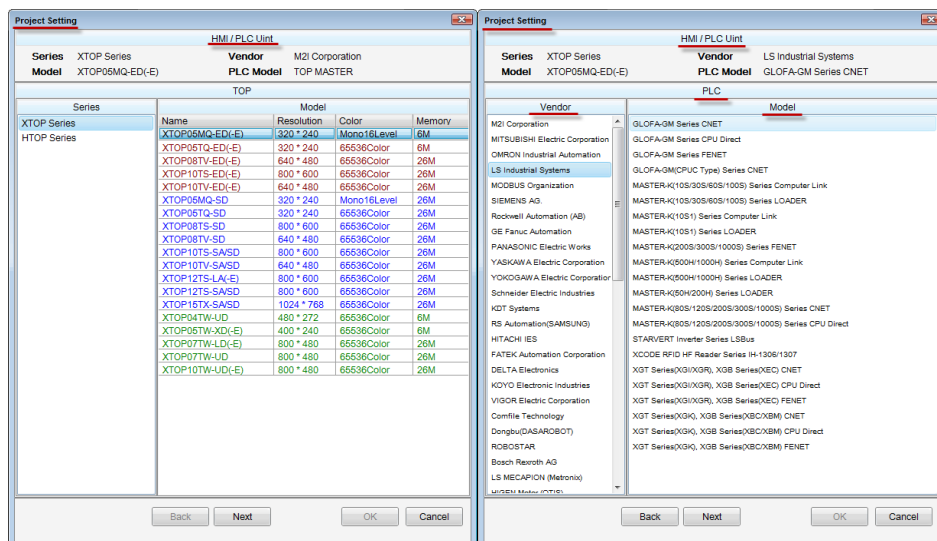 Project Setting
HMI / PLC Uint
Series XTOP Series Vendor M2I Corporation
Model XTOP05MQ-ED(-E) PLC Model TOP MASTER
TOP
Series Model
XTOP Series
HTOP Series
Name Resolution Color Memory
XTOP05MQ-ED(-E) 320 * 240 Mono16Level 6M
XTOP05TQ-ED(-E) 320 * 240 65536Color 6M
XTOP08TV-ED(-E) 640 * 480 65536Color 26M
XTOP10TS-ED(-E) 800 * 600 65536Color 26M
XTOP10TV-ED(-E) 640 * 480 65536Color 26M
XTOP05MQ-SD 320 * 240 Mono16Level 26M
XTOP05TQ-SD 320 * 240 65536Color 26M
XTOP08TS-SD 800 * 600 65536Color 26M
XTOP08TV-SD 640 * 480 65536Color 26M
XTOP10TS-SA/SD 800 * 600 65536Color 26M
XTOP10TV-SA/SD 640 * 480 65536Color 26M
XTOP12TS-LA(-E) 800 * 600 65536Color 26M
XTOP12TS-SA/SD 800 * 600 65536Color 26M
XTOP15TX-SA/SD 1024 * 768 65536Color 26M
XTOP04TW-UD 480 * 272 65536Color 6M
XTOP05TW-XD(-E) 400 * 240 65536Color 6M
XTOP07TW-LD(-E) 800 * 480 65536Color 26M
XTOP07TW-UD 800 * 480 65536Color 26M
XTOP10TW-UD(-E) 800 * 480 65536Color 26M
Back Next OK Cancel
Project Setting
HMI / PLC Uint
Series XTOP Series Vendor LS Industrial Systems
Model XTOP05MQ-ED(-E) PLC Model GLOFA-GM Series CNET
PLC
Vendor Model
M2I Corporation
MITSUBISHI Electric Corporation
OMRON Industrial Automation
LS Industrial Systems
MODBUS Organization
SIEMENS AG.
Rockwell Automation (AB)
GE Fanuc Automation
PANASONIC Electric Works
YASKAWA Electric Corporation
YOKOGAWA Electric Corporation
Schneider Electric Industries
KDT Systems
RS Automation(SAMSUNG)
HITACHI IES
FATEK Automation Corporation
DELTA Electronics
KOYO Electronic Industries
VIGOR Electric Corporation
Comfile Technology
Dongbu(DASAROBOT)
ROBOSTAR
Bosch Rexroth AG
LS MECAPION (Metronix)
HIGEN Motor (OTIS)
GLOFA-GM Series CNET
GLOFA-GM Series CPU Direct
GLOFA-GM Series FENET
GLOFA-GM(CPUC Type) Series CNET
MASTER-K(10S/30S/60S/100S) Series Computer Link
MASTER-K(10S/30S/60S/100S) Series LOADER
MASTER-K(10S1) Series Computer Link
MASTER-K(10S1) Series LOADER
MASTER-K(200S/300S/1000S) Series FENET
MASTER-K(500H/1000H) Series Computer Link
MASTER-K(500H/1000H) Series LOADER
MASTER-K(50H/200H) Series LOADER
MASTER-K(80S/120S/200S/300S/1000S) Series CNET
MASTER-K(80S/120S/200S/300S/1000S) Series CPU Direct
STARVERT Inverter Series LSBus
XCODE RFID HF Reader Series IH-1306/1307
XGT Series(XGI/XGR), XGB Series(XEC) CNET
XGT Series(XGI/XGR), XGB Series(XEC) CPU Direct
XGT Series(XGI/XGR), XGB Series(XEC) FENET
XGT Series(XGK), XGB Series(XBC/XBM) CNET
XGT Series(XGK), XGB Series(XBC/XBM) CPU Direct
XGT Series(XGK), XGB Series(XBC/XBM) FENET
Back Next OK Cancel